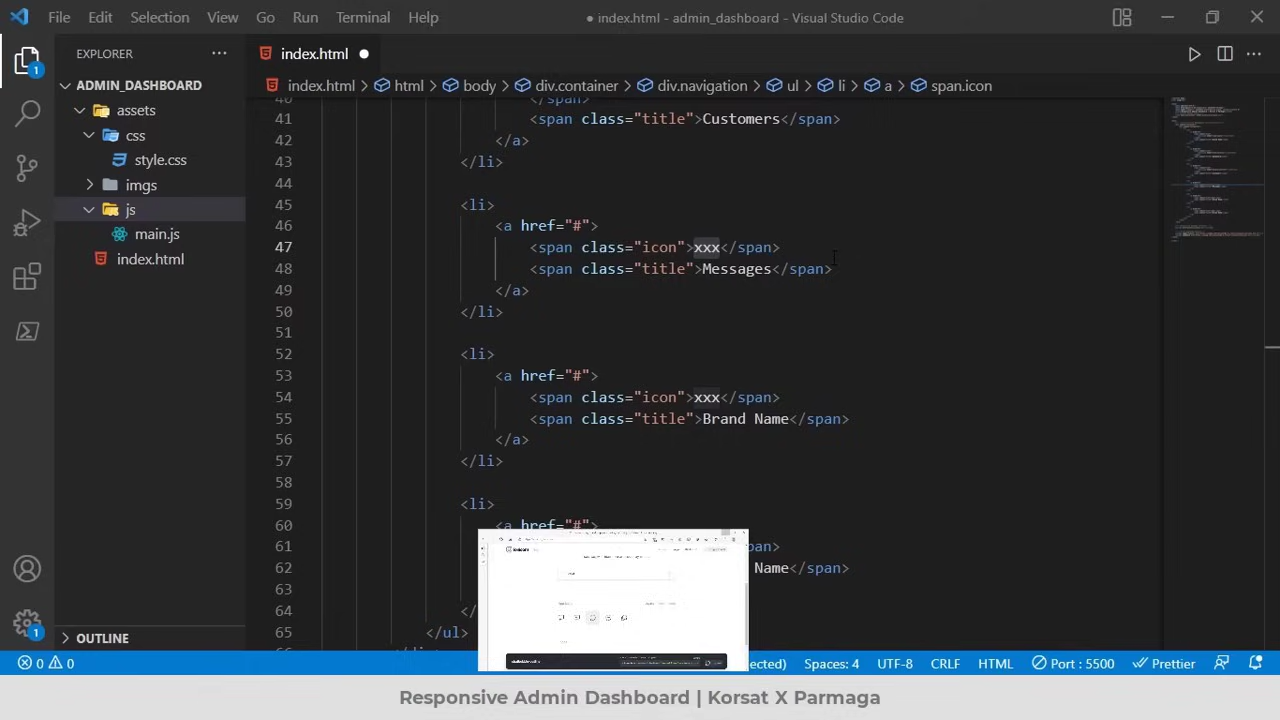 File Edit Selection View Go Run Terminal Help
● index.html - admin_dashboard - Visual Studio Code
EXPLORER
index.html
ADMIN_DASHBOARD
index.html > html > body > div.container > div.navigation > ul > li > a > span.icon
assets
css
style.css
imgs
js
main.js
index.html
40 </span>
41 <span class="title">Customers</span>
42 </a>
43 </li>
44
45 <li>
46 <a href="#">
47 <span class="icon">xxx</span>
48 <span class="title">Messages</span>
49 </a>
50 </li>
51
52 <li>
53 <a href="#">
54 <span class="icon">xxx</span>
55 <span class="title">Brand Name</span>
56 </a>
57 </li>
58
59 <li>
60 <a href="#">
61 span>
62 Name</span>
63
64 </
65 </ul>
OUTLINE
1
1
0 0
Spaces: 4 UTF-8 CRLF HTML Port : 5500 Prettier
Responsive Admin Dashboard | Korsat X Parmaga